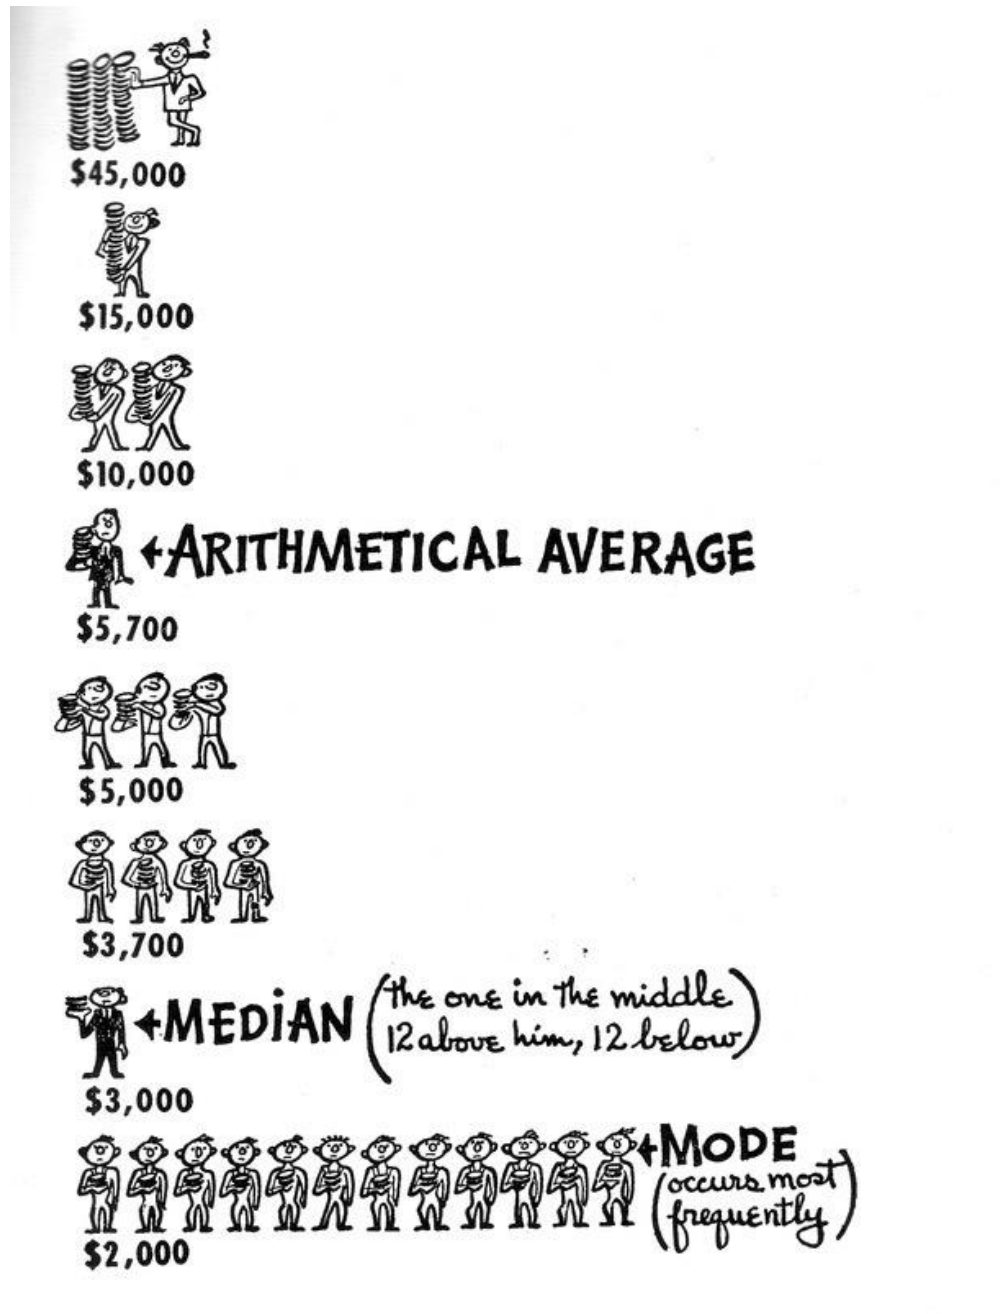 $45,000
$15,000
$10,000
←ARITHMETICAL AVERAGE
$5,700
$5,000
$3,700
←MEDIAN (the one in the middle
12 above him, 12 below)
$3,000
←MODE
(occurs most
frequently)
$2,000